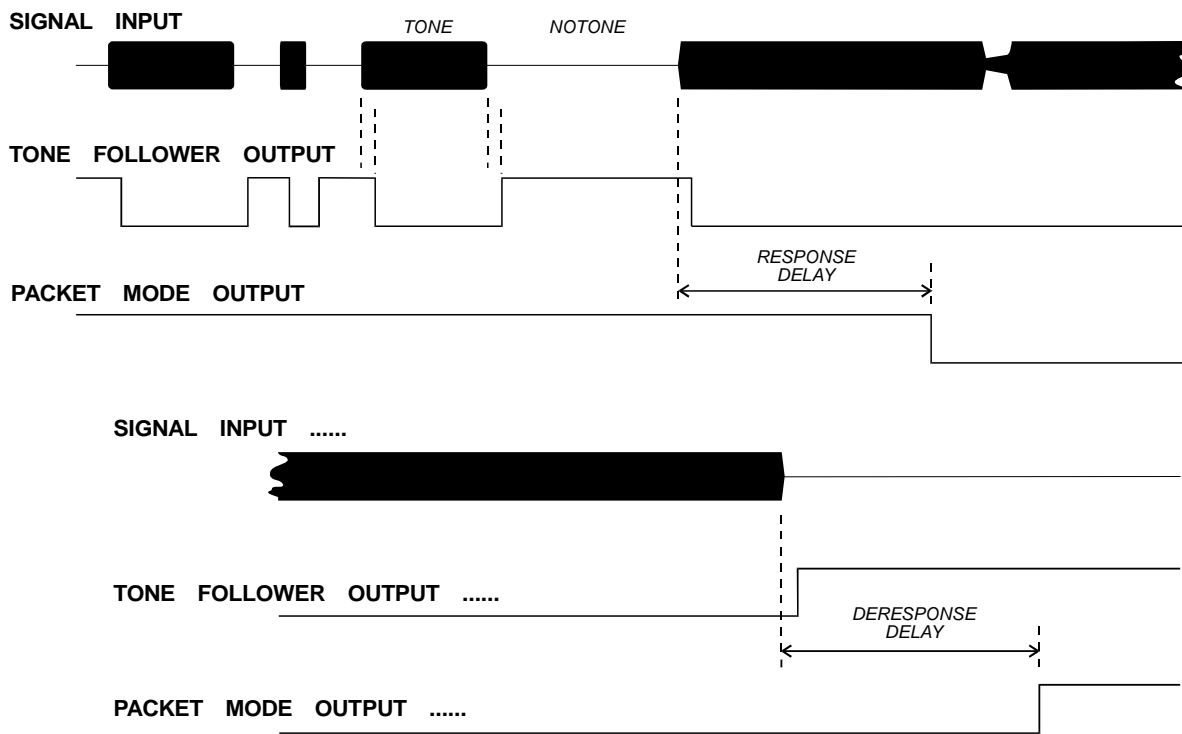 SIGNAL INPUT
TONE
NOTONE
TONE FOLLOWER OUTPUT
RESPONSE
DELAY
PACKET MODE OUTPUT
SIGNAL INPUT ......
TONE FOLLOWER OUTPUT ......
DERESPONSE
DELAY
PACKET MODE OUTPUT ......